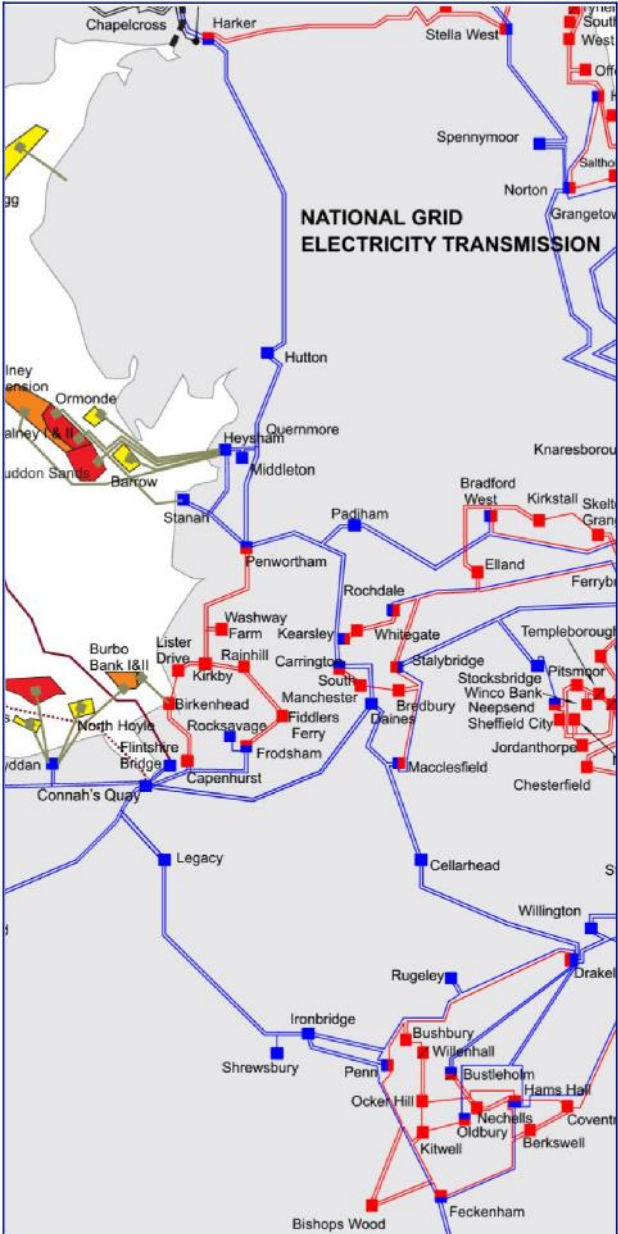 Chapelcross
Harker
Stella West
South
West
Spennymoor
Norton
NATIONAL GRID
ELECTRICITY TRANSMISSION
Hutton
Ormonde
Quernmore
Heysham
Middleton
Barrow
Stanah
Bradford
West
Kirkstall
Padiham
Penwortham
Elland
Rochdale
Washway
Farm
Kearsley
Whitegate
Lister
Drive
Rainhill
Kirkby
Burbo
Bank I&II
Carrington
Stalybridge
South
Manchester
Bredbury
Templeborough
Stocksbridge
Pitsmoor
Winco Bank
Neepsend
Sheffield City
Jordanthorpe
Chesterfield
Birkenhead
Rocksavage
Fiddlers
Ferry
Daines
North Hoyle
Flintshire
Bridge
Frodsham
Capenhurst
Macclesfield
Connah's Quay
Legacy
Cellarhead
Willington
Rugeley
Ironbridge
Shrewsbury
Bushbury
Willenhall
Penn
Bustleholm
Hams Hall
Ocker Hill
Nechells
Oldbury
Kitwell
Berkswell
Feckenham
Bishops Wood